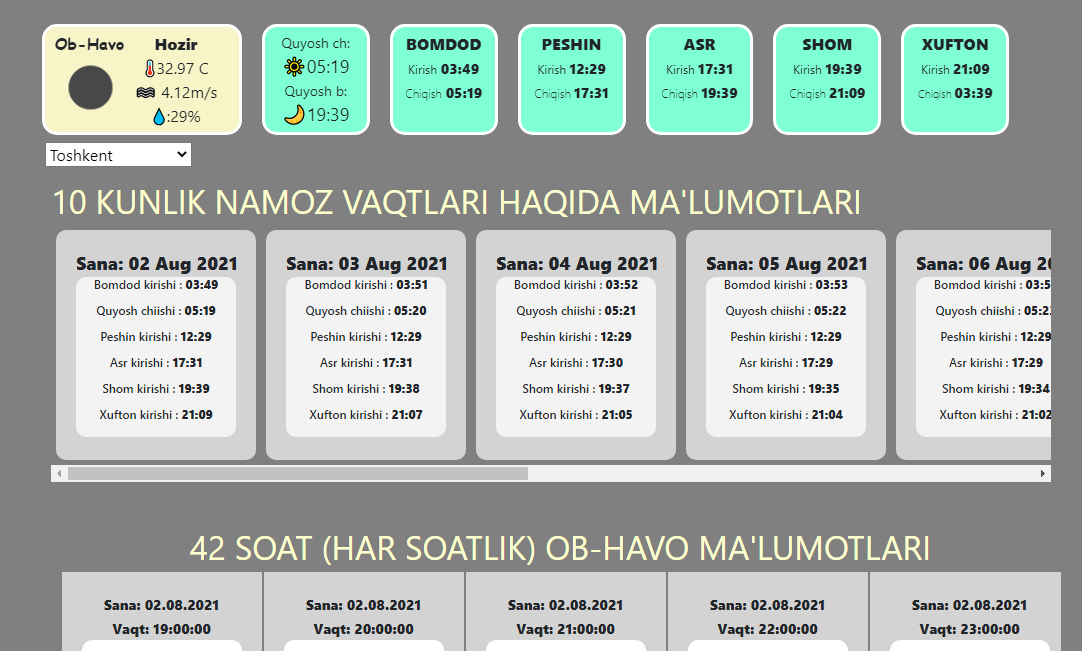 Ob-Havo
Hozir
32.97 C
4.12m/s
:29%
Quyosh ch:
05:19
Quyosh b:
19:39
BOMDOD
Kirish 03:49
Chiqish 05:19
PESHIN
Kirish 12:29
Chiqish 17:31
ASR
Kirish 17:31
Chiqish 19:39
SHOM
Kirish 19:39
Chiqish 21:09
XUFTON
Kirish 21:09
Chiqish 03:39
Toshkent
10 KUNLIK NAMOZ VAQTLARI HAQIDA MA'LUMOTLARI
Sana: 02 Aug 2021
Bomdod kirishi : 03:49
Quyosh chiishi : 05:19
Peshin kirishi : 12:29
Asr kirishi : 17:31
Shom kirishi : 19:39
Xufton kirishi : 21:09
Sana: 03 Aug 2021
Bomdod kirishi : 03:51
Quyosh chiishi : 05:20
Peshin kirishi : 12:29
Asr kirishi : 17:31
Shom kirishi : 19:38
Xufton kirishi : 21:07
Sana: 04 Aug 2021
Bomdod kirishi : 03:52
Quyosh chiishi : 05:21
Peshin kirishi : 12:29
Asr kirishi : 17:30
Shom kirishi : 19:37
Xufton kirishi : 21:05
Sana: 05 Aug 2021
Bomdod kirishi : 03:53
Quyosh chiishi : 05:22
Peshin kirishi : 12:29
Asr kirishi : 17:29
Shom kirishi : 19:35
Xufton kirishi : 21:04
Sana: 06 Aug
Bomdod kirishi :
Quyosh chiishi :
Peshin kirishi : 12:29
Asr kirishi : 17:29
Shom kirishi : 19:34
Xufton kirishi : 21:02
42 SOAT (HAR SOATLIK) OB-HAVO MA'LUMOTLARI
Sana: 02.08.2021
Vaqt: 19:00:00
Sana: 02.08.2021
Vaqt: 20:00:00
Sana: 02.08.2021
Vaqt: 21:00:00
Sana: 02.08.2021
Vaqt: 22:00:00
Sana: 02.08.2021
Vaqt: 23:00:00